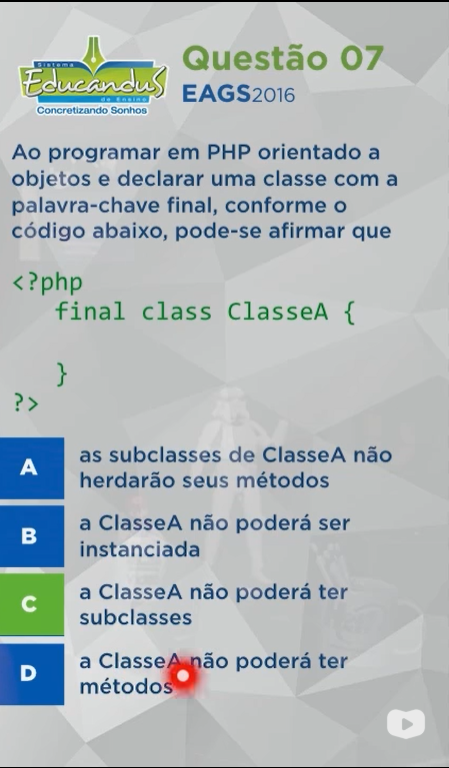 Sistema
Educandus
de Ensino
Concretizando Sonhos
Questão 07
EAGS2016
Ao programar em PHP orientado a
objetos e declarar uma classe com a
palavra-chave final, conforme o
código abaixo, pode-se afirmar que
<?php
final class ClasseA {
}
?>
A as subclasses de ClasseA não
herdarão seus métodos
B a ClasseA não poderá ser
instanciada
C a ClasseA não poderá ter
subclasses
D a ClasseA não poderá ter
métodos